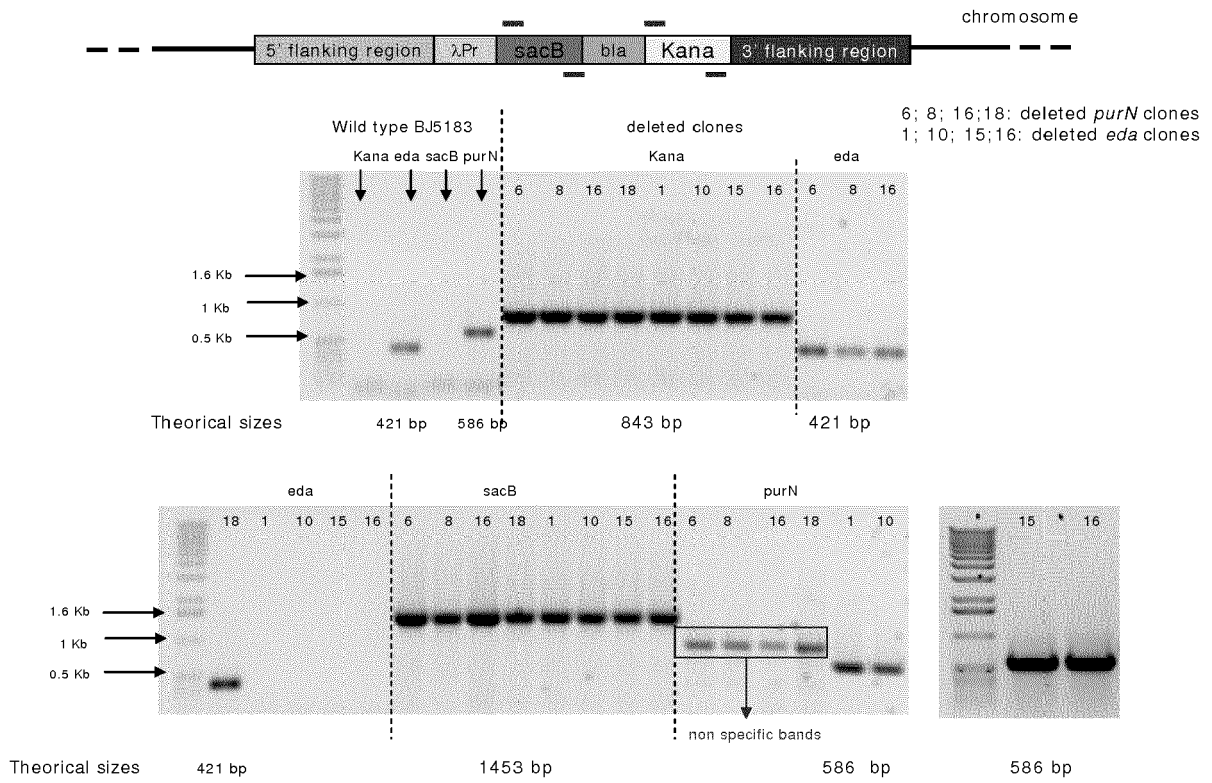 chromosome
5' flanking region λPr sacB bla Kana 3' flanking region
6; 8; 16;18: deleted purN clones
1; 10; 15;16: deleted eda clones
Wild type BJ5183 deleted clones
Kana eda sacB purN Kana eda
6 8 16 18 1 10 15 16 6 8 16
1.6 Kb
1 Kb
0.5 Kb
Theorical sizes 421 bp 586 bp 843 bp 421 bp
eda sacB purN
18 1 10 15 16 6 8 16 18 1 10 15 16 6 8 16 18 1 10 15 16
1.6 Kb
1 Kb
0.5 Kb
non specific bands
Theorical sizes 421 bp 1453 bp 586 bp 586 bp